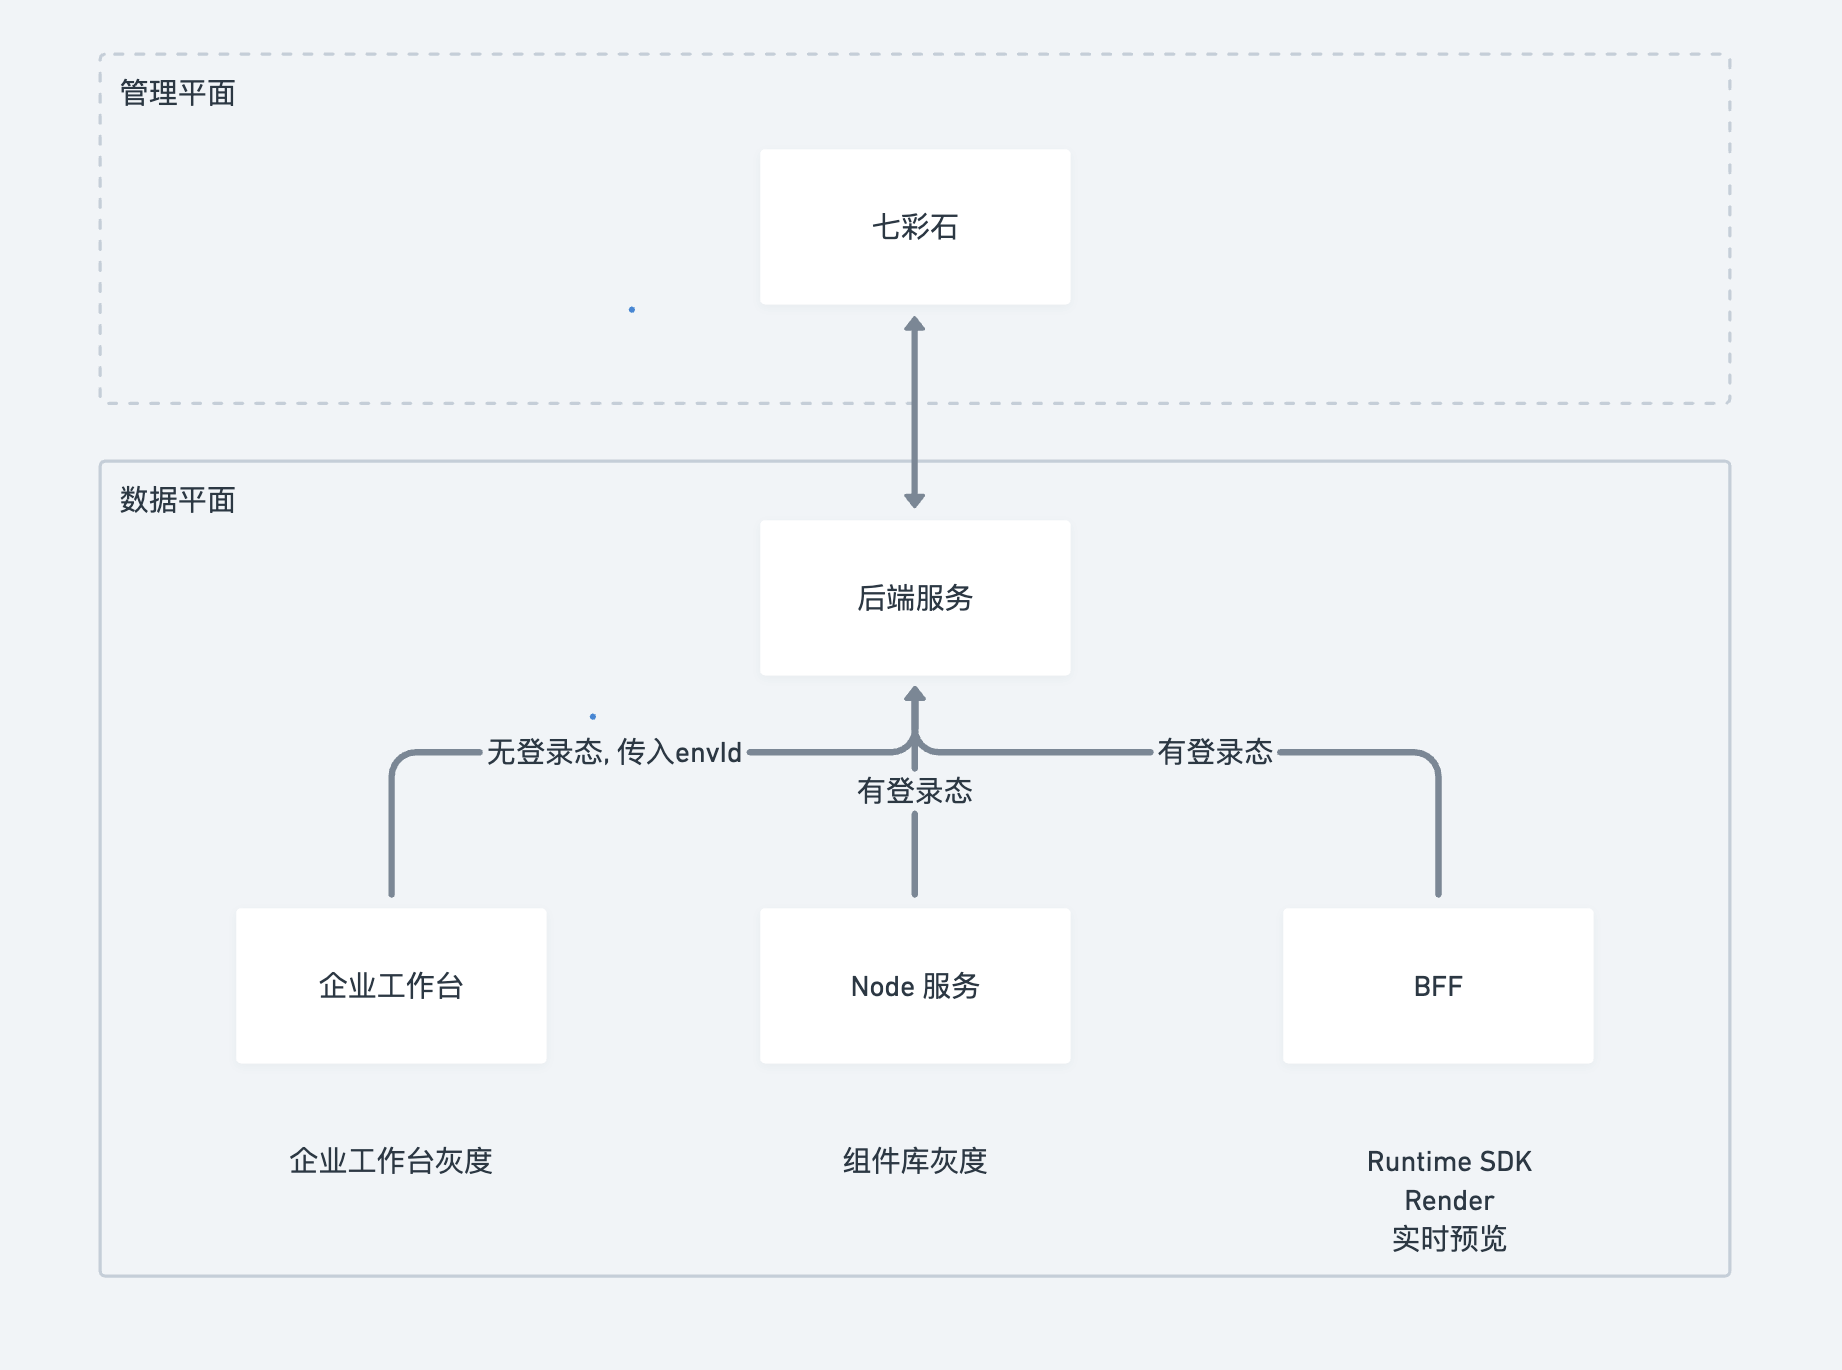 管理平面
七彩石
数据平面
后端服务
无登录态, 传入envId
有登录态
有登录态
企业工作台
Node 服务
BFF
企业工作台灰度
组件库灰度
Runtime SDK
Render
实时预览